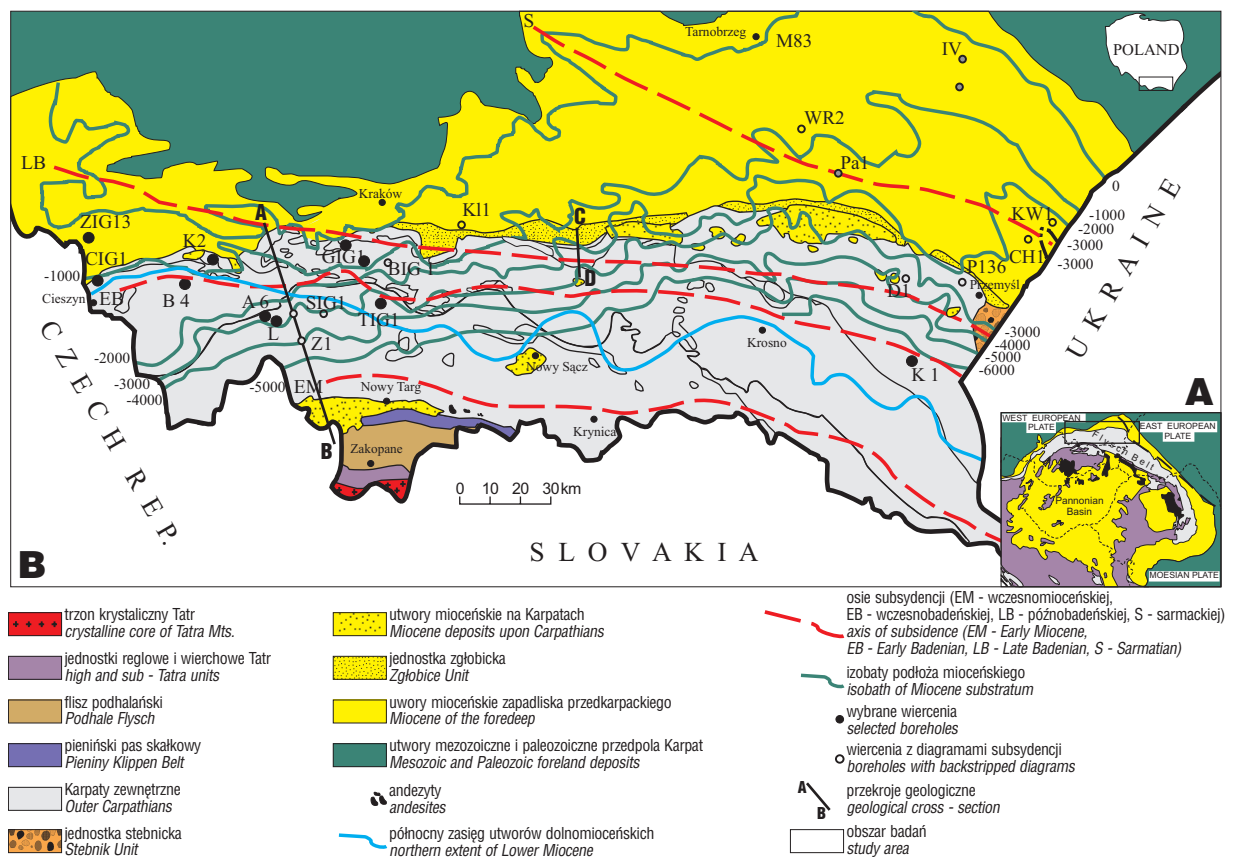 S
Tarnobrzeg
M83
IV
POLAND
WR2
LB
Pa1
Kraków
A
Kl1
C
0
KW1
-1000
-2000
-3000
-3000
ZIG13
K2
GIG1
BIG 1
CH1
CIG1
-1000
D
P136
D1
Przemyśl
Cieszyn
EB
B 4
A 6
SIG1
TIG1
L
Z1
Krosno
-3000
-5000
-6000
Nowy Sącz
K 1
-2000
-3000
-4000
-5000
EM
Nowy Targ
Krynica
B
Zakopane
0 10 20 30 km
CZECH REP.
SLOVAKIA
UKRAINE
A
B
WEST EUROPEAN
PLATE
EAST EUROPEAN
PLATE
Flysch Belt
Pannonian
Basin
MOESIAN PLATE
trzon krystaliczny Tatr
crystalline core of Tatra Mts.
jednostki reglowe i wierchowe Tatr
high and sub - Tatra units
flisz podhalański
Podhale Flysch
pieniński pas skałkowy
Pieniny Klippen Belt
Karpaty zewnętrzne
Outer Carpathians
jednostka stebnicka
Stebnik Unit
utwory mioceńskie na Karpatach
Miocene deposits upon Carpathians
jednostka zgłobicka
Zgłobice Unit
uwory mioceńskie zapadliska przedkarpackiego
Miocene of the foredeep
utwory mezozoiczne i paleozoiczne przedpola Karpat
Mesozoic and Paleozoic foreland deposits
andezyty
andesites
północny zasięg utworów dolnomioceńskich
northern extent of Lower Miocene
osie subsydencji (EM - wczesnomioceńskiej,
EB - wczesnobadeńskiej, LB - późnobadeńskiej, S - sarmackiej)
axis of subsidence (EM - Early Miocene,
EB - Early Badenian, LB - Late Badenian, S - Sarmatian)
izobaty podłoża mioceńskiego
isobath of Miocene substratum
wybrane wiercenia
selected boreholes
wiercenia z diagramami subsydencji
boreholes with backstripped diagrams
A
B
przekroje geologiczne
geological cross - section
obszar badań
study area